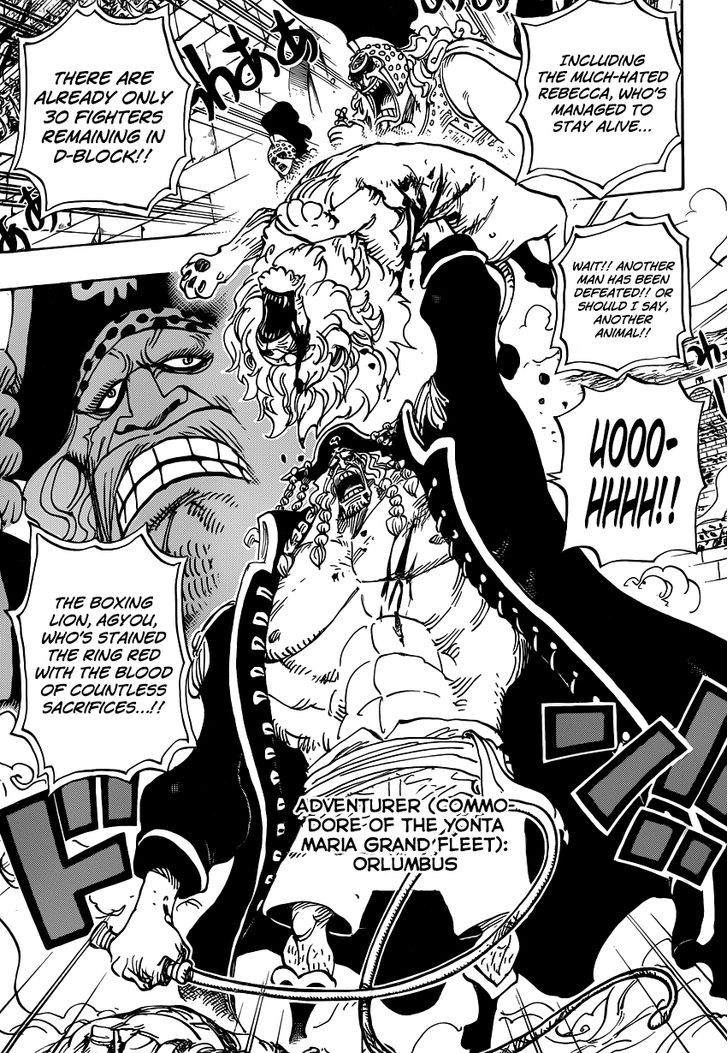 INCLUDING
THE MUCH-HATED
REBECCA, WHO'S
MANAGED TO
STAY ALIVE...
THERE ARE
ALREADY ONLY
30 FIGHTERS
REMAINING IN
D-BLOCK!!
WAIT!! ANOTHER
MAN HAS BEEN
DEFEATED!! OR
SHOULD I SAY,
ANOTHER
ANIMAL!!
UOOO-
HHHH!!
THE BOXING
LION, AGYOU,
WHO'S STAINED
THE RING RED
WITH THE BLOOD
OF COUNTLESS
SACRIFICES...!!
ADVENTURER (COMMO-
DORE OF THE YONTA
MARIA GRAND FLEET):
ORLUMBUS
ドン!!